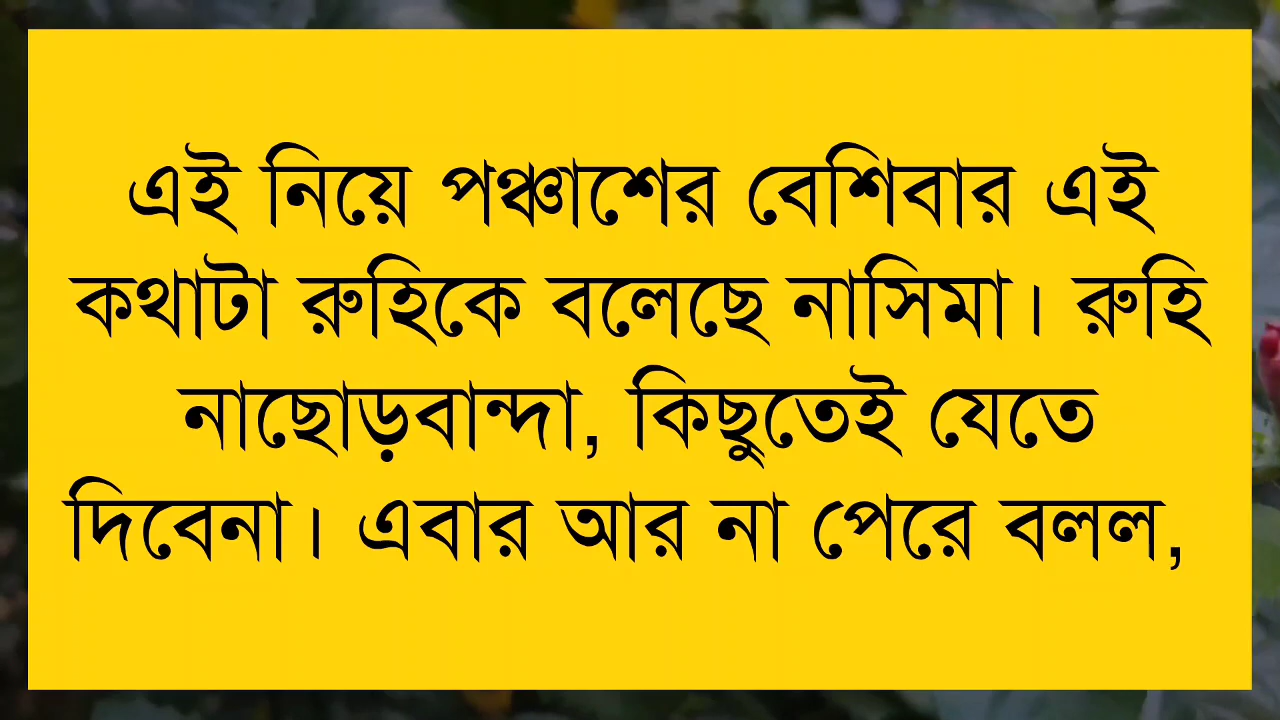 এই নিয়ে পঞ্চাশের বেশিবার এই
কথাটা রুহিকে বলেছে নাসিমা। রুহি
নাছোড়বান্দা, কিছুতেই যেতে
দিবেনা। এবার আর না পেরে বলল,